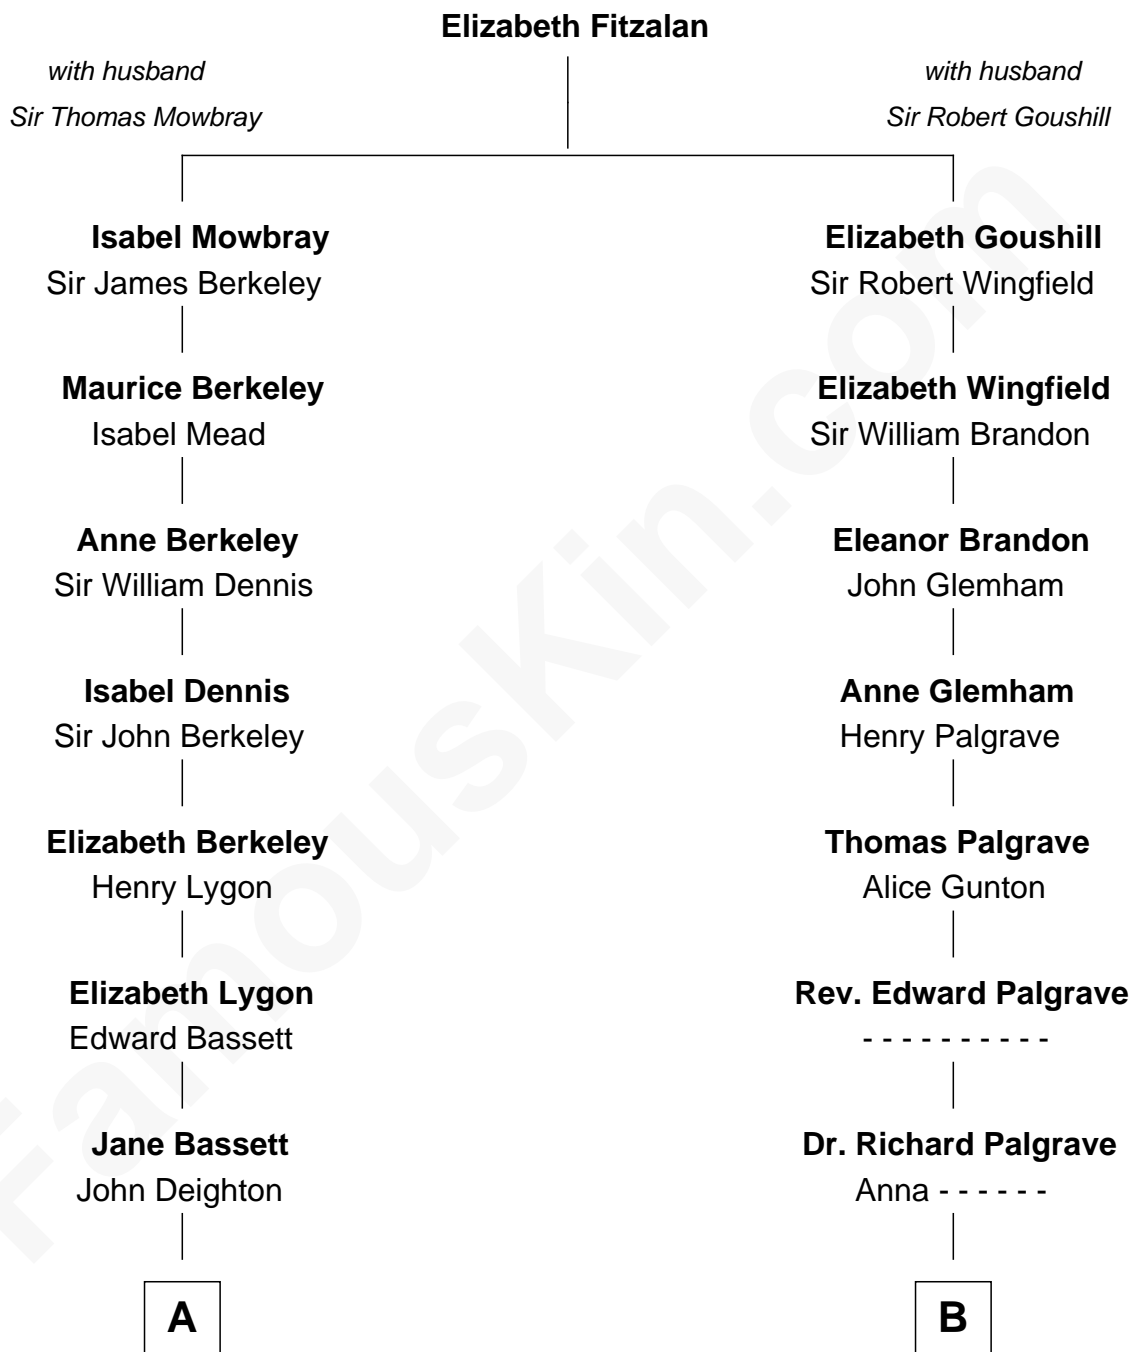 Elizabeth Fitzalan
with husband
Sir Thomas Mowbray
with husband
Sir Robert Goushill
Isabel Mowbray
Sir James Berkeley
Elizabeth Goushill
Sir Robert Wingfield
Maurice Berkeley
Isabel Mead
Elizabeth Wingfield
Sir William Brandon
Anne Berkeley
Sir William Dennis
Eleanor Brandon
John Glemham
Isabel Dennis
Sir John Berkeley
Anne Glemham
Henry Palgrave
Elizabeth Berkeley
Henry Lygon
Thomas Palgrave
Alice Gunton
Elizabeth Lygon
Edward Bassett
Rev. Edward Palgrave
- - - - - - - - - -
Jane Bassett
John Deighton
Dr. Richard Palgrave
Anna - - - - - -
A
B
FamousKin.com